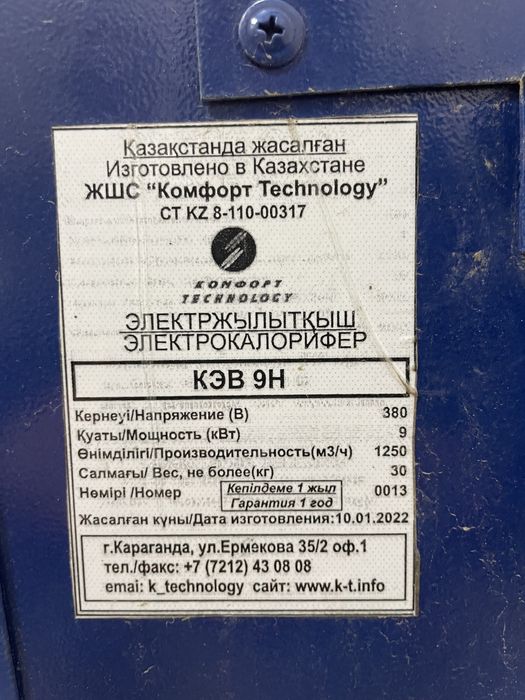 Қазақстанда жасалған
Изготовлено в Казахстане
ЖШС "Комфорт Technology"
СТ KZ 8-110-00317
КОМФОРТ
TECHNOLOGY
ЭЛЕКТРЖЫЛЫТҚЫШ
ЭЛЕКТРОКАЛОРИФЕР
КЭВ 9Н
Кернеуі/Напряжение (В) 380
Қуаты/Мощность (кВт) 9
Өнімділігі/Производительность(м3/ч) 1250
Салмағы/ Вес, не более(кг) 30
Нөмірі /Номер Кепілдеме 1 жыл 0013
Гарантия 1 год
Жасалған күны/Дата изготовления:10.01.2022
г.Караганда, ул.Ермекова 35/2 оф.1
тел./факс: +7 (7212) 43 08 08
emai: k_technology сайт: www.k-t.info